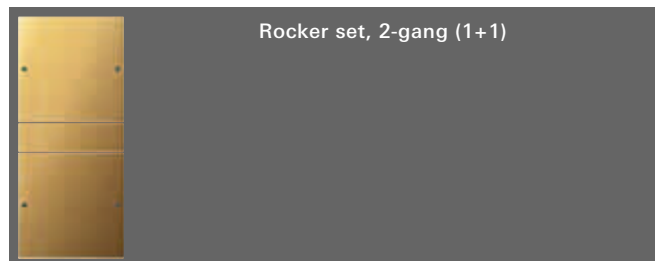 Rocker set, 2-gang (1+1)